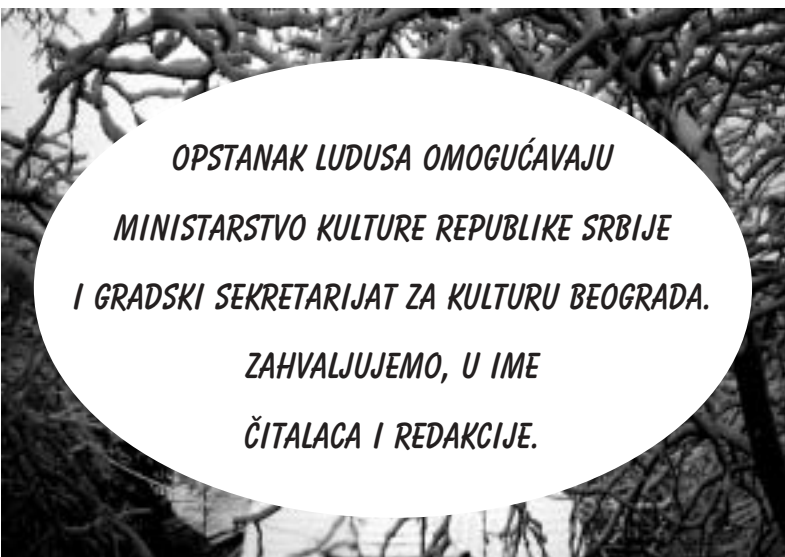 OPSTANAK LUDUSA OMOGUĆAVAJU
MINISTARSTVO KULTURE REPUBLIKE SRBIJE
I GRADSKI SEKRETARIJAT ZA KULTURU BEOGRADA.
ZAHVALJUJEMO, U IME
ČITALACA I REDAKCIJE.